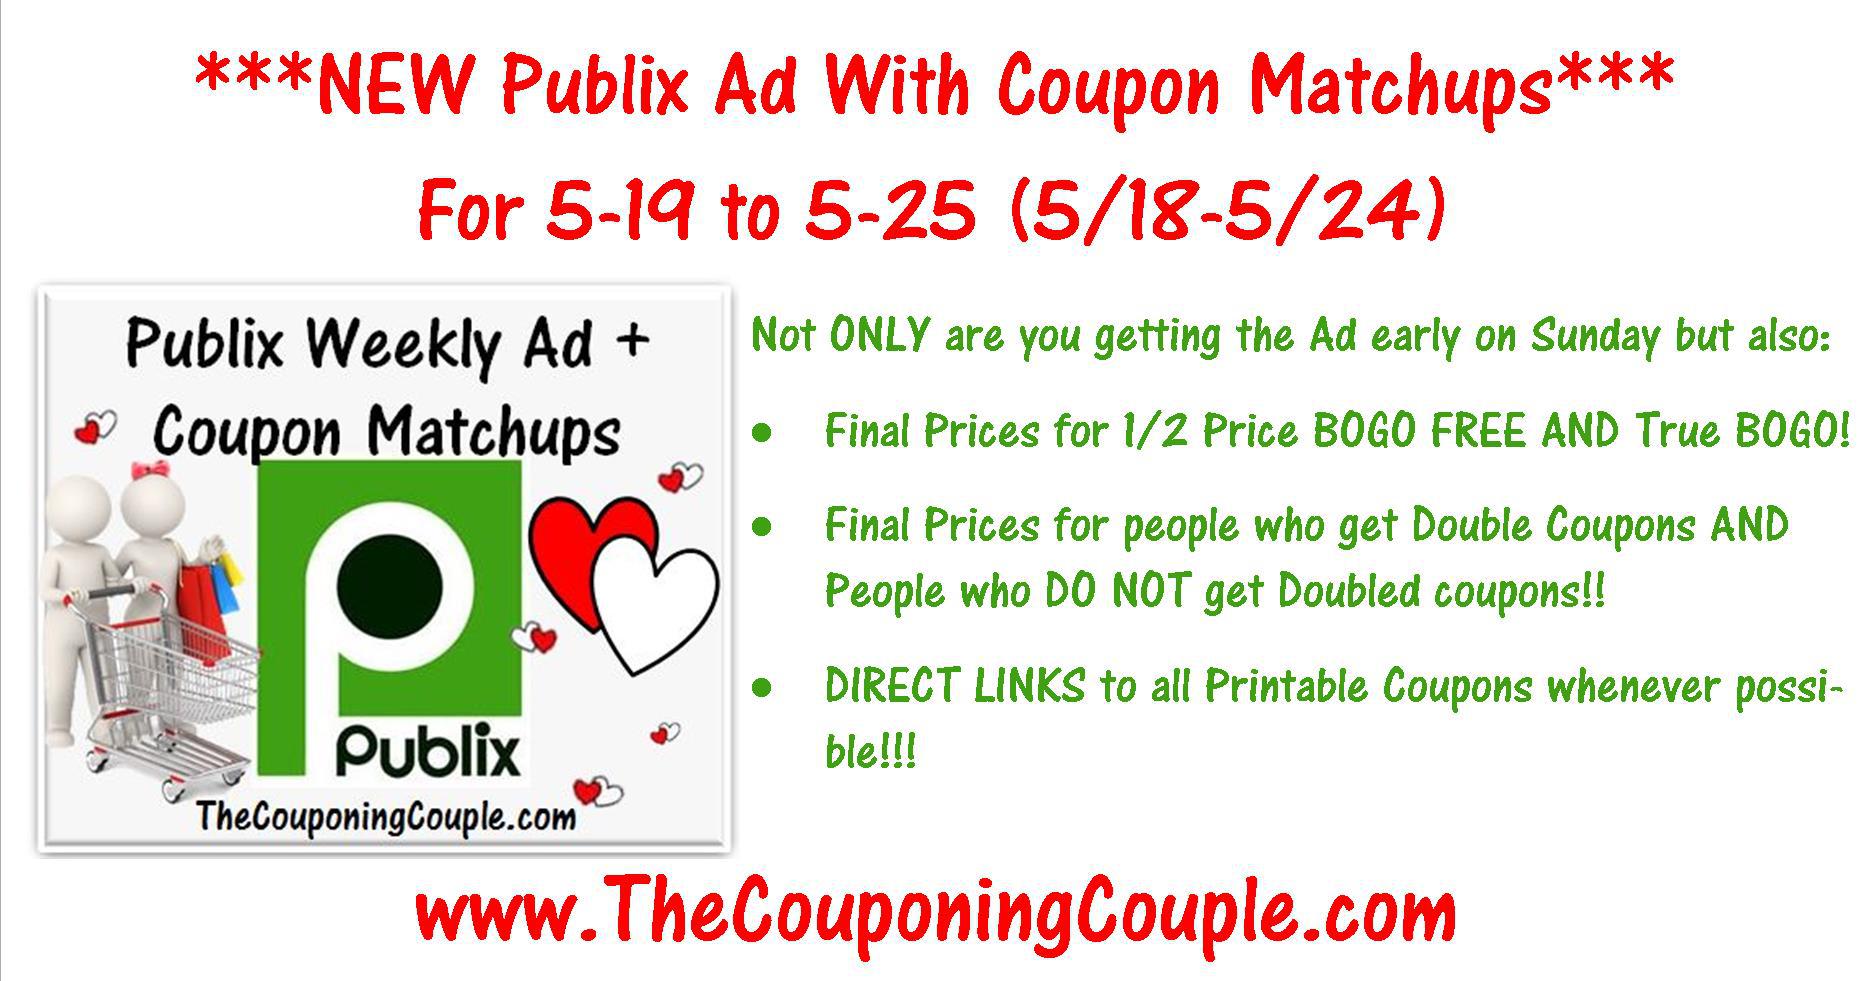 ***NEW Publix Ad With Coupon Matchups***
For 5-19 to 5-25 (5/18-5/24)
Publix Weekly Ad +
Coupon Matchups
Publix
TheCouponingCouple.com
Not ONLY are you getting the Ad early on Sunday but also:
● Final Prices for 1/2 Price BOGO FREE AND True BOGO!
● Final Prices for people who get Double Coupons AND
People who DO NOT get Doubled coupons!!
● DIRECT LINKS to all Printable Coupons whenever possi-
ble!!!
www.TheCouponingCouple.com